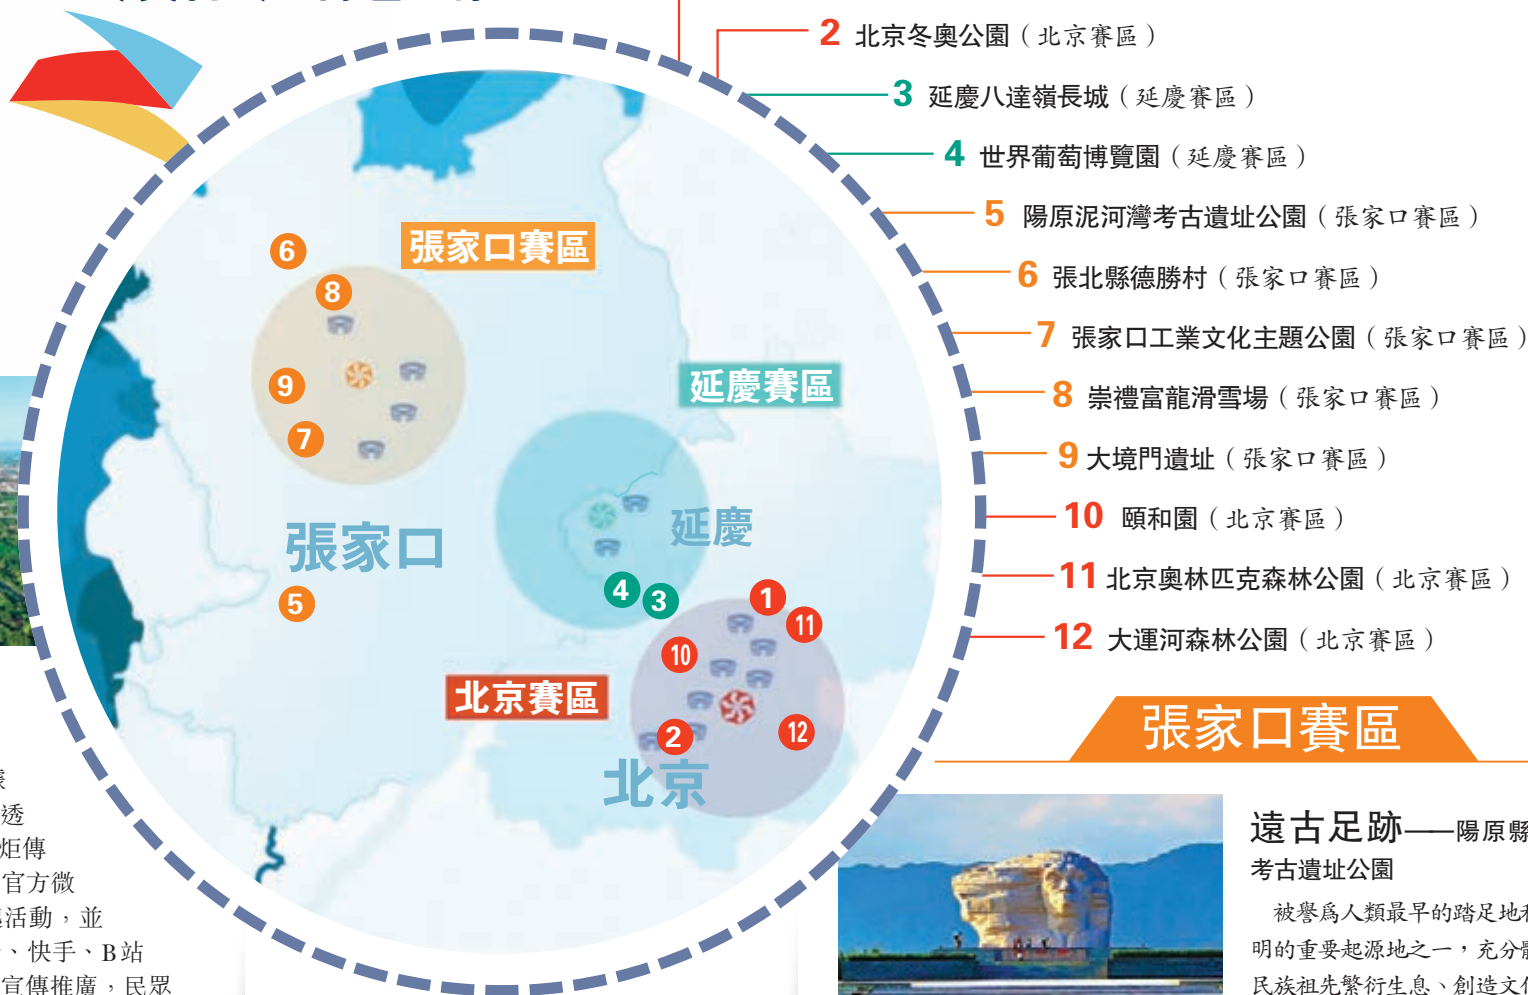 2 北京冬奧公園（北京賽區）
3 延慶八達嶺長城（延慶賽區）
4 世界葡萄博覽園（延慶賽區）
5 陽原泥河灣考古遺址公園（張家口賽區）
6 張北縣德勝村（張家口賽區）
7 張家口工業文化主題公園（張家口賽區）
8 崇禮富龍滑雪場（張家口賽區）
9 大境門遺址（張家口賽區）
10 頤和園（北京賽區）
11 北京奧林匹克森林公園（北京賽區）
12 大運河森林公園（北京賽區）
張家口賽區
6
8
9
7
張家口
5
延慶賽區
延慶
4
3
北京賽區
1
11
10
2
12
北京
透
炬傳
官方微
活動，並
、快手、B站
宣傳推廣，民眾
張家口賽區
遠古足跡——陽原縣
考古遺址公園
被譽爲人類最早的踏足地
明的重要起源地之一，充分
民族祖先繁衍生息、創造文